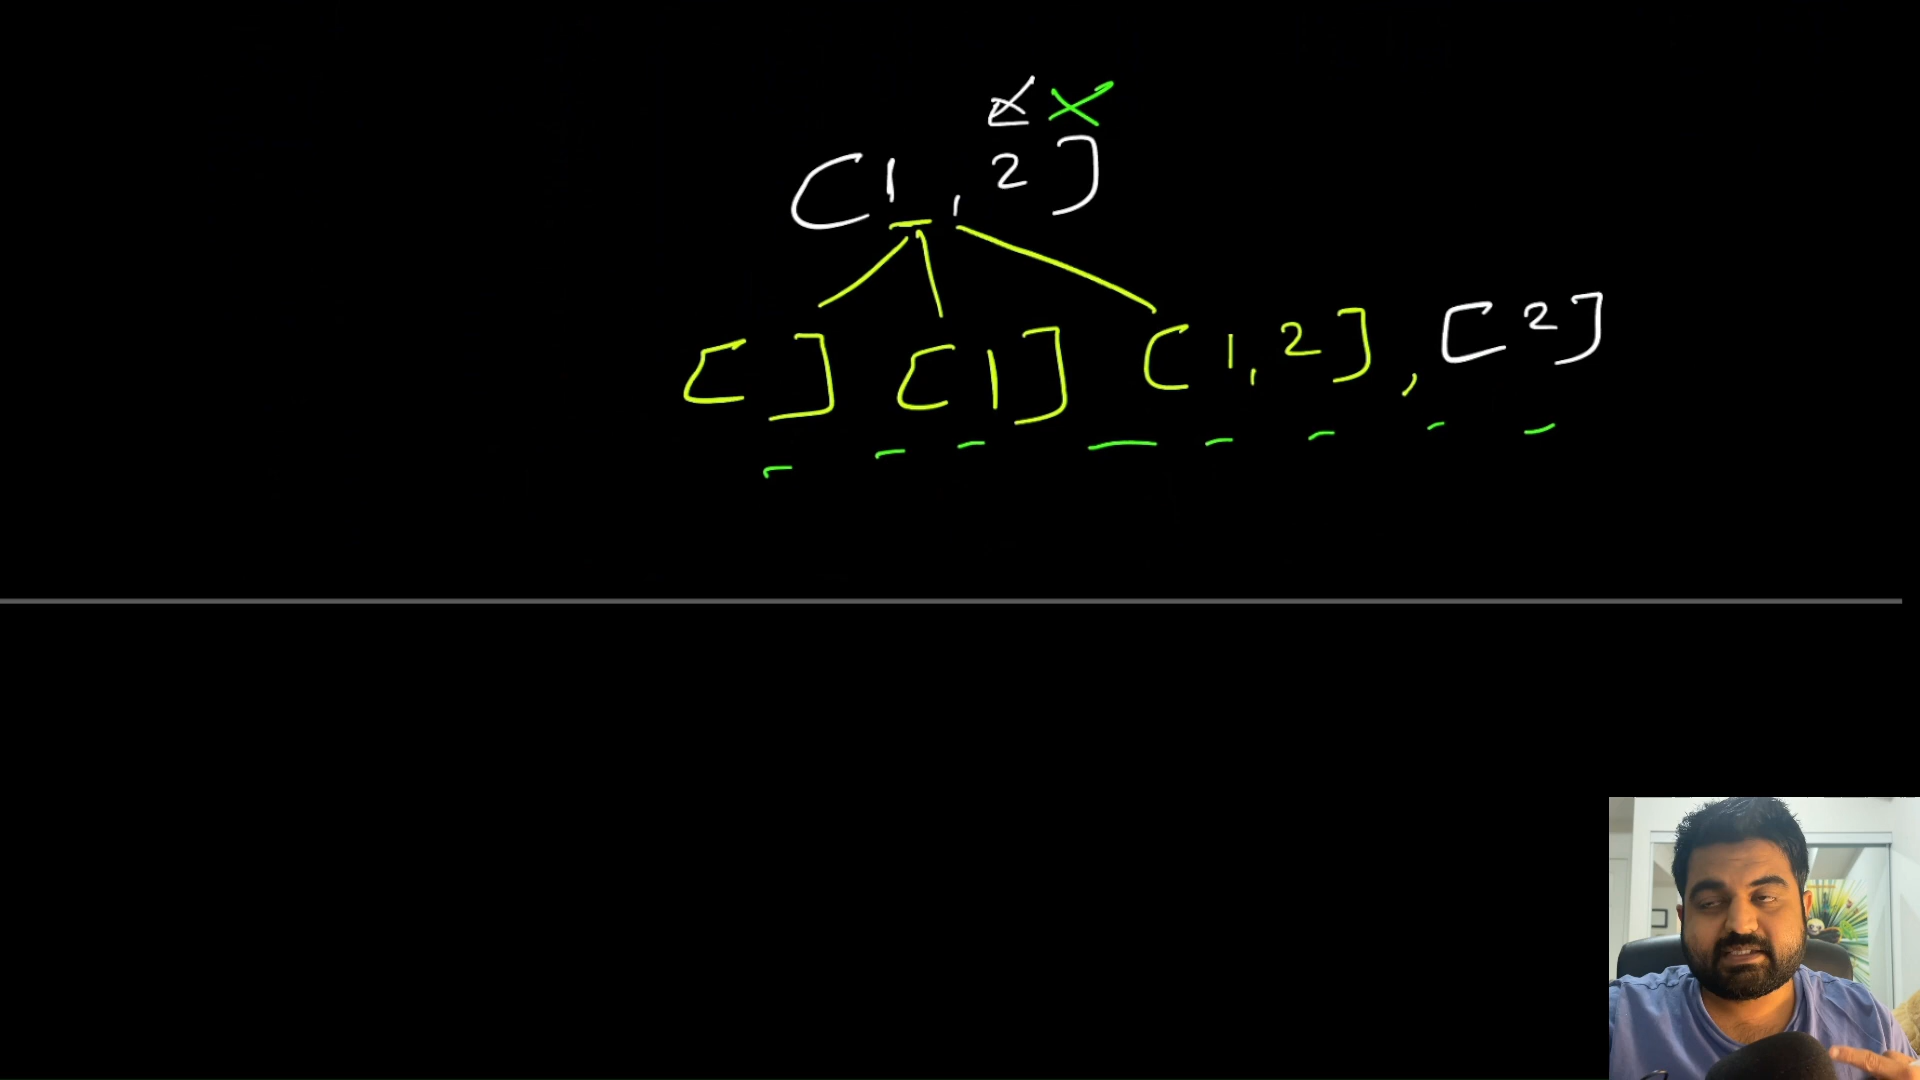 [1, 2]
[ ] [1] [1, 2], [2]